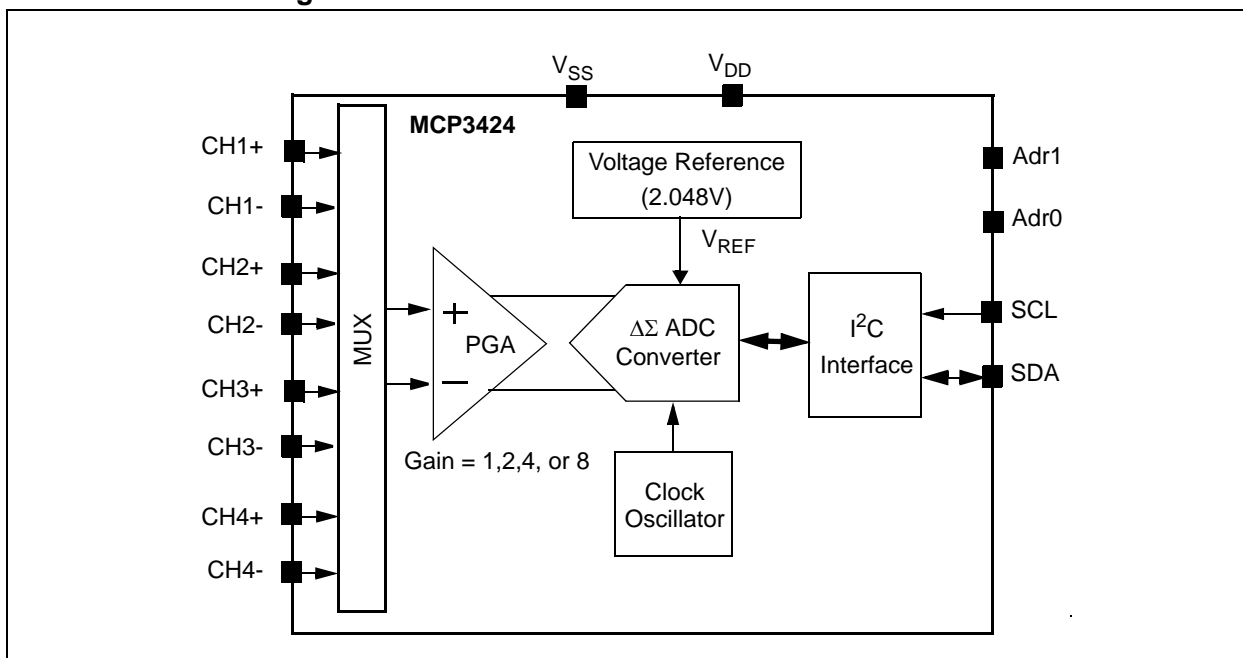 V_SS
V_DD
MCP3424
CH1+
CH1-
CH2+
CH2-
CH3+
CH3-
CH4+
CH4-
MUX
+
PGA
−
Gain = 1,2,4, or 8
Voltage Reference
(2.048V)
V_REF
ΔΣ ADC
Converter
Clock
Oscillator
I²C
Interface
Adr1
Adr0
SCL
SDA